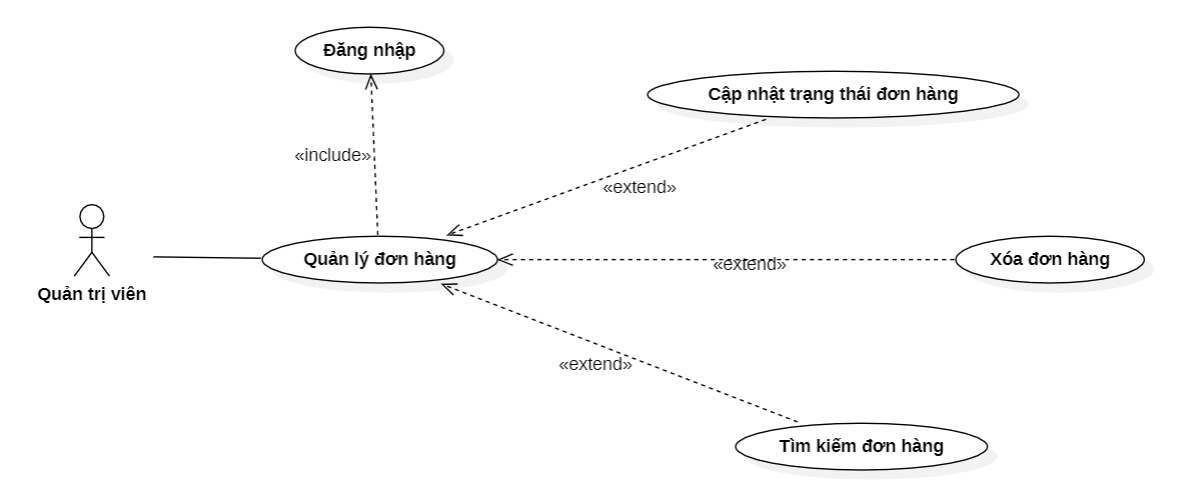 Đăng nhập
Cập nhật trạng thái đơn hàng
«include»
«extend»
Quản lý đơn hàng
«extend»
Xóa đơn hàng
Quản trị viên
«extend»
Tìm kiếm đơn hàng